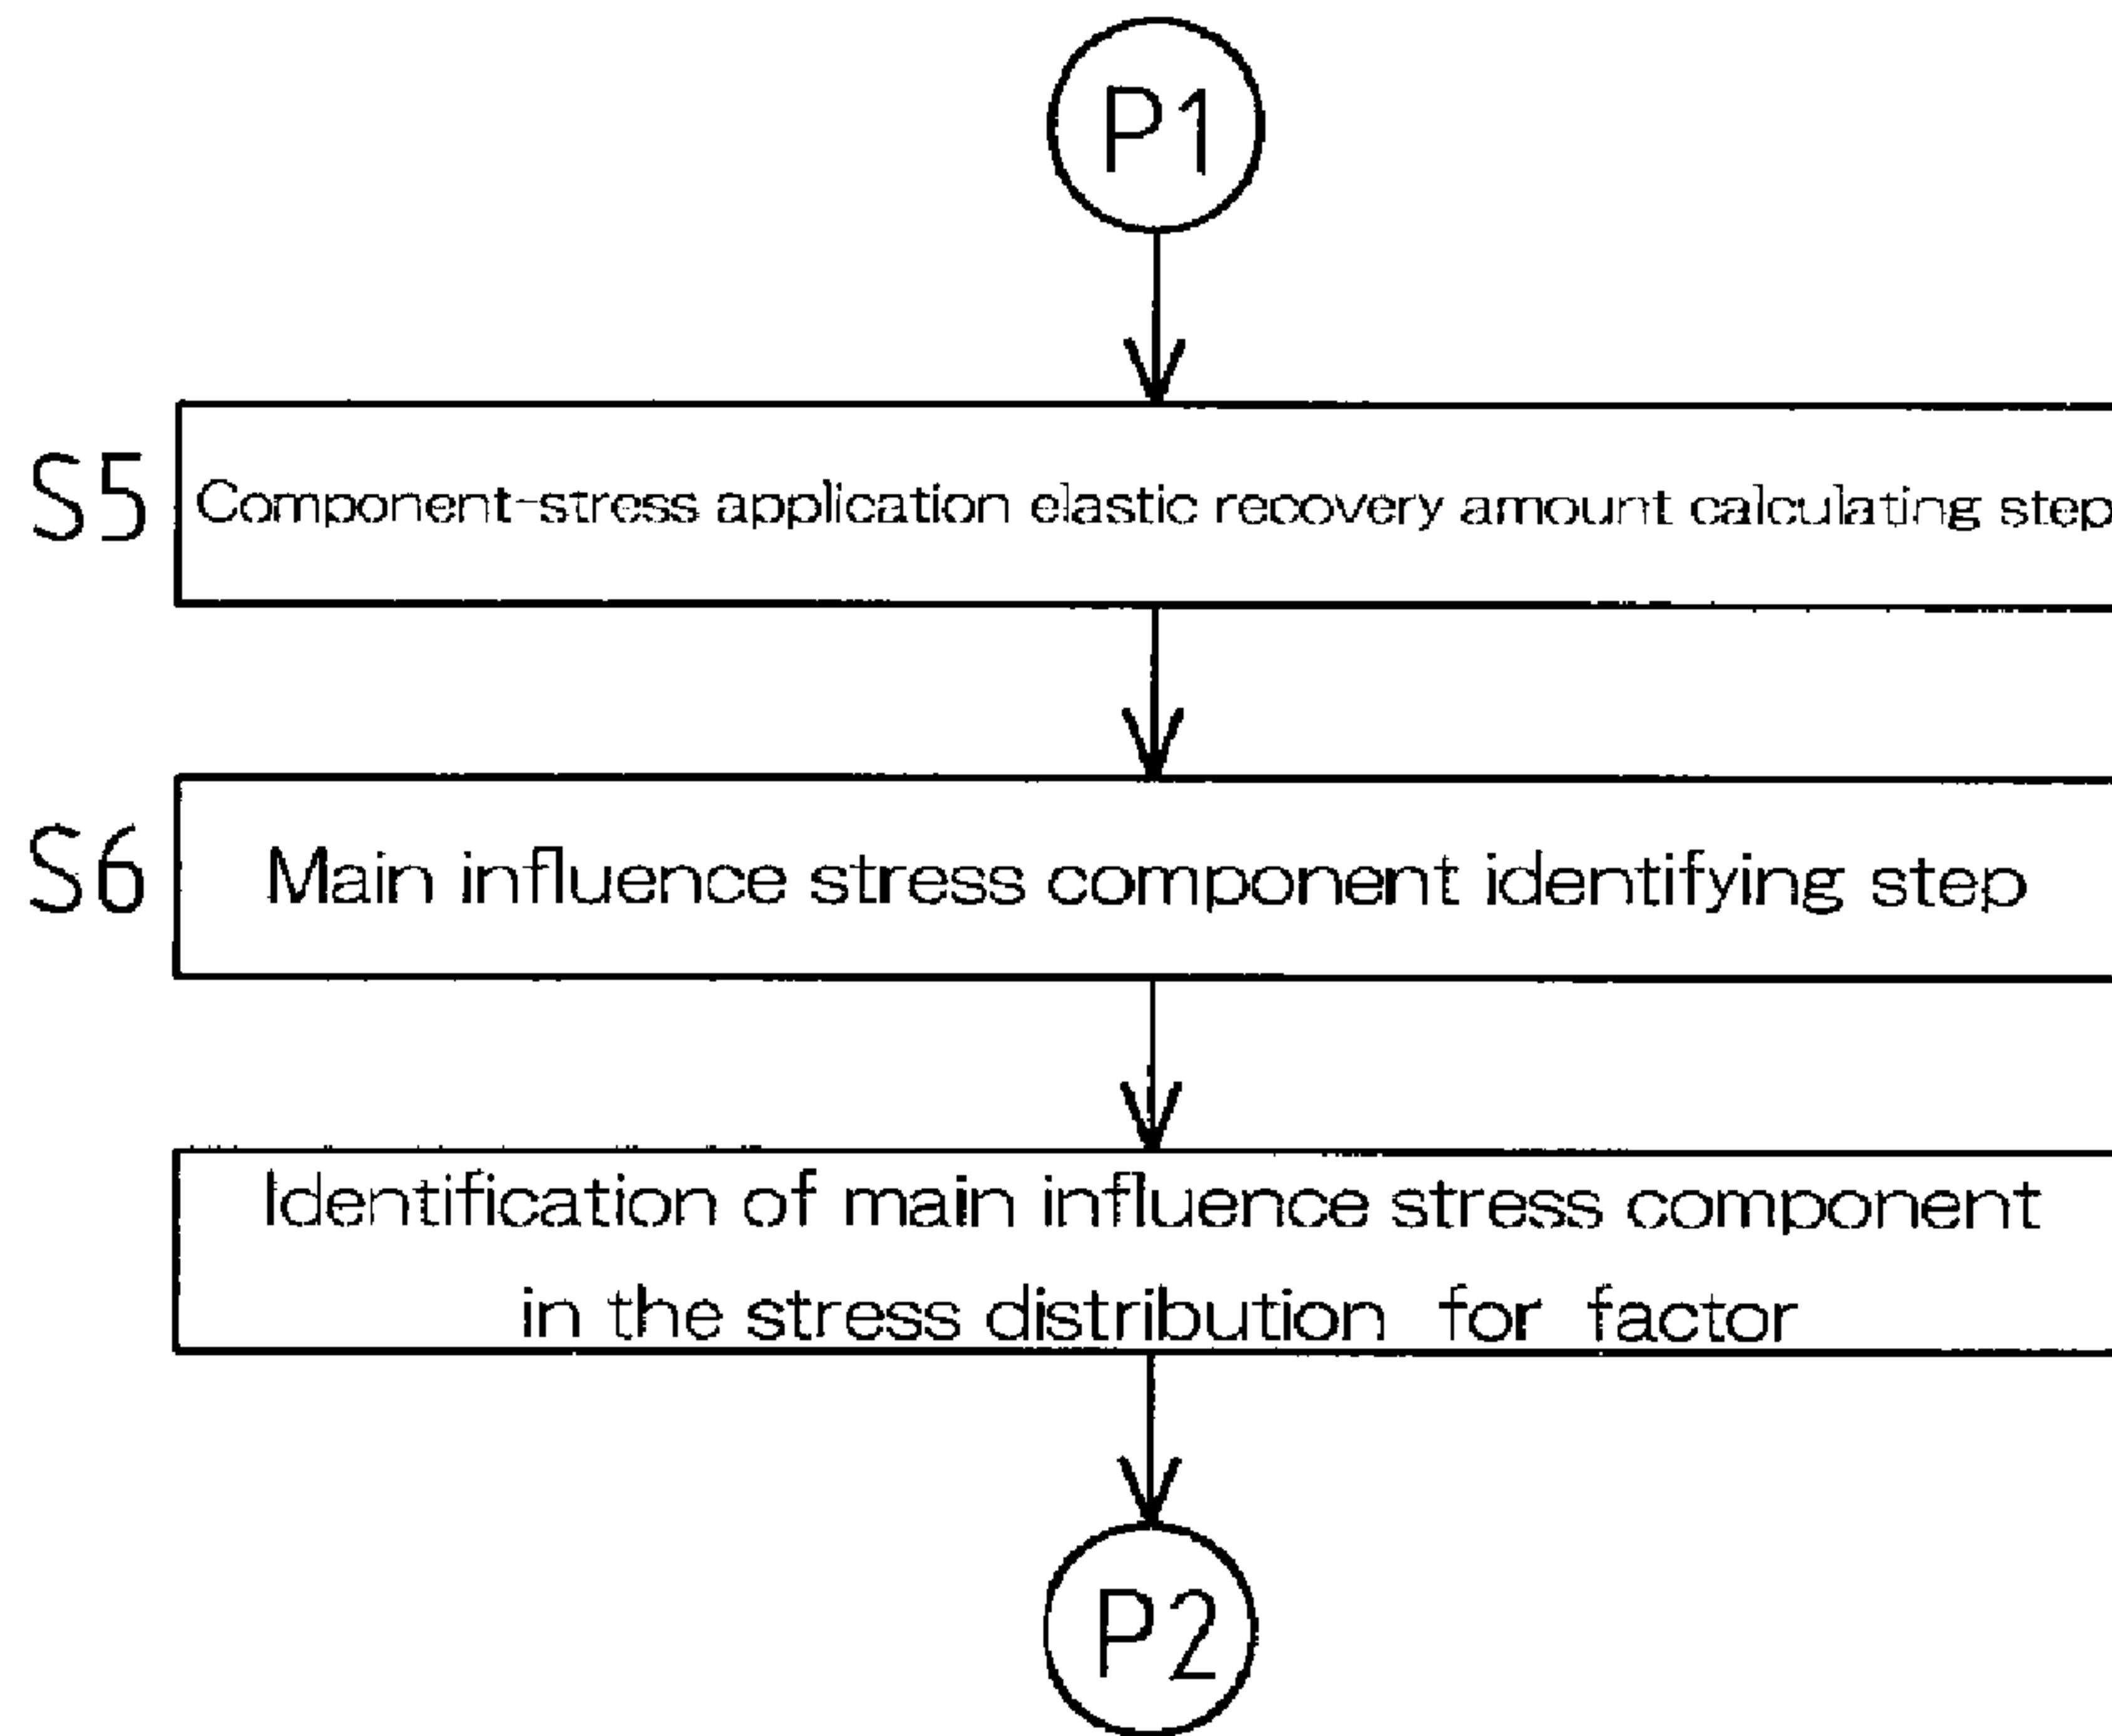 P1
S5 Component-stress application elastic recovery amount calculating step
S6 Main influence stress component identifying step
Identification of main influence stress component
in the stress distribution for factor
P2